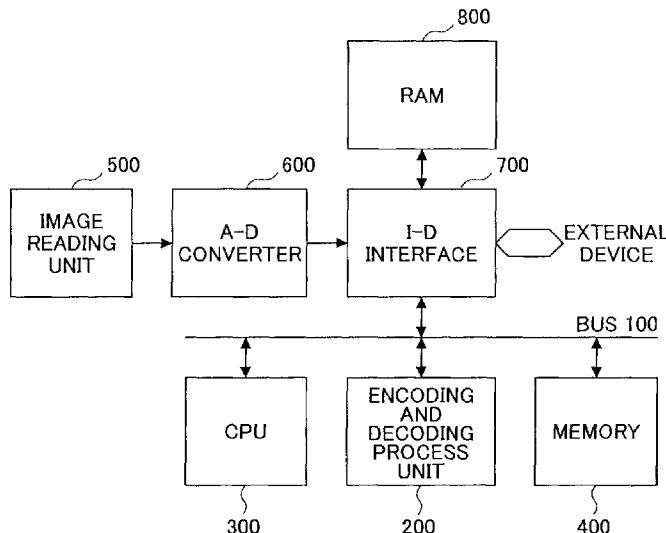 800
RAM
500
600
700
IMAGE
READING
UNIT
A-D
CONVERTER
I-D
INTERFACE
EXTERNAL
DEVICE
BUS 100
CPU
ENCODING
AND
DECODING
PROCESS
UNIT
MEMORY
300
200
400